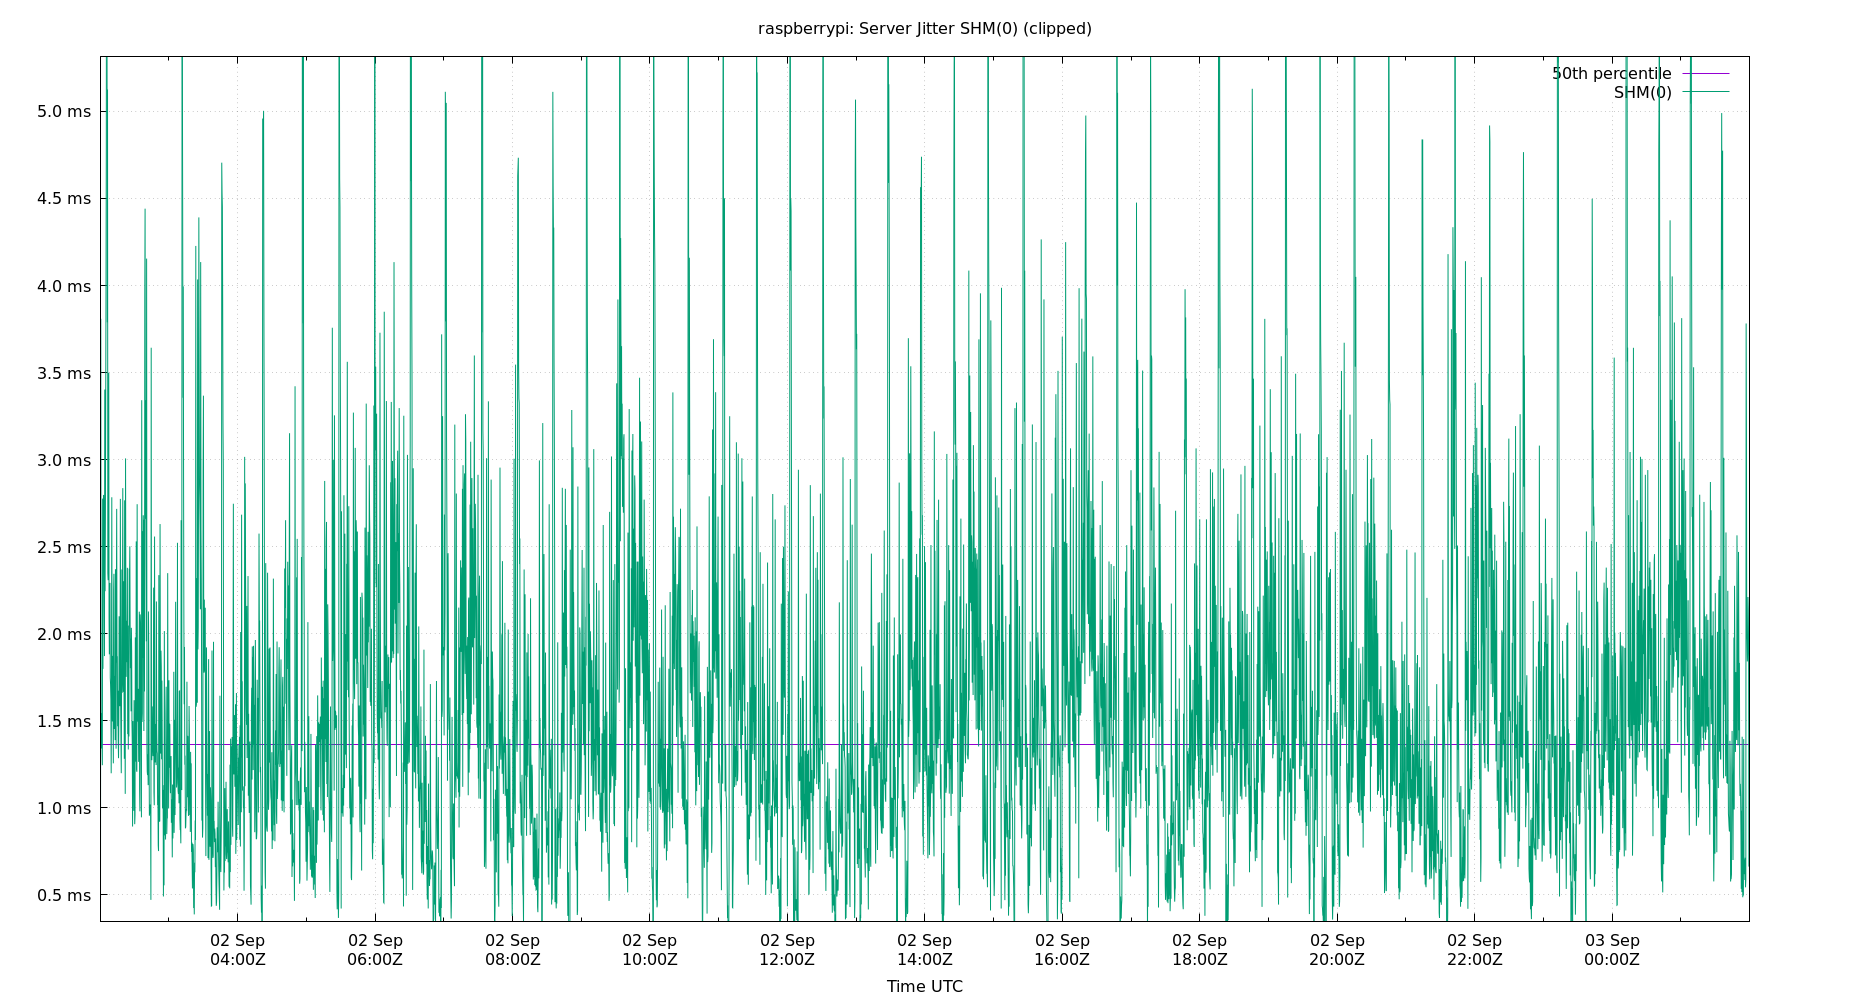 raspberrypi: Server Jitter SHM(0) (clipped)
50th percentile
SHM(0)
5.0 ms
4.5 ms
4.0 ms
3.5 ms
3.0 ms
2.5 ms
2.0 ms
1.5 ms
1.0 ms
0.5 ms
02 Sep 02 Sep 02 Sep 02 Sep 02 Sep 02 Sep 02 Sep 02 Sep 02 Sep 02 Sep 03 Sep
04:00Z 06:00Z 08:00Z 10:00Z 12:00Z 14:00Z 16:00Z 18:00Z 20:00Z 22:00Z 00:00Z
Time UTC